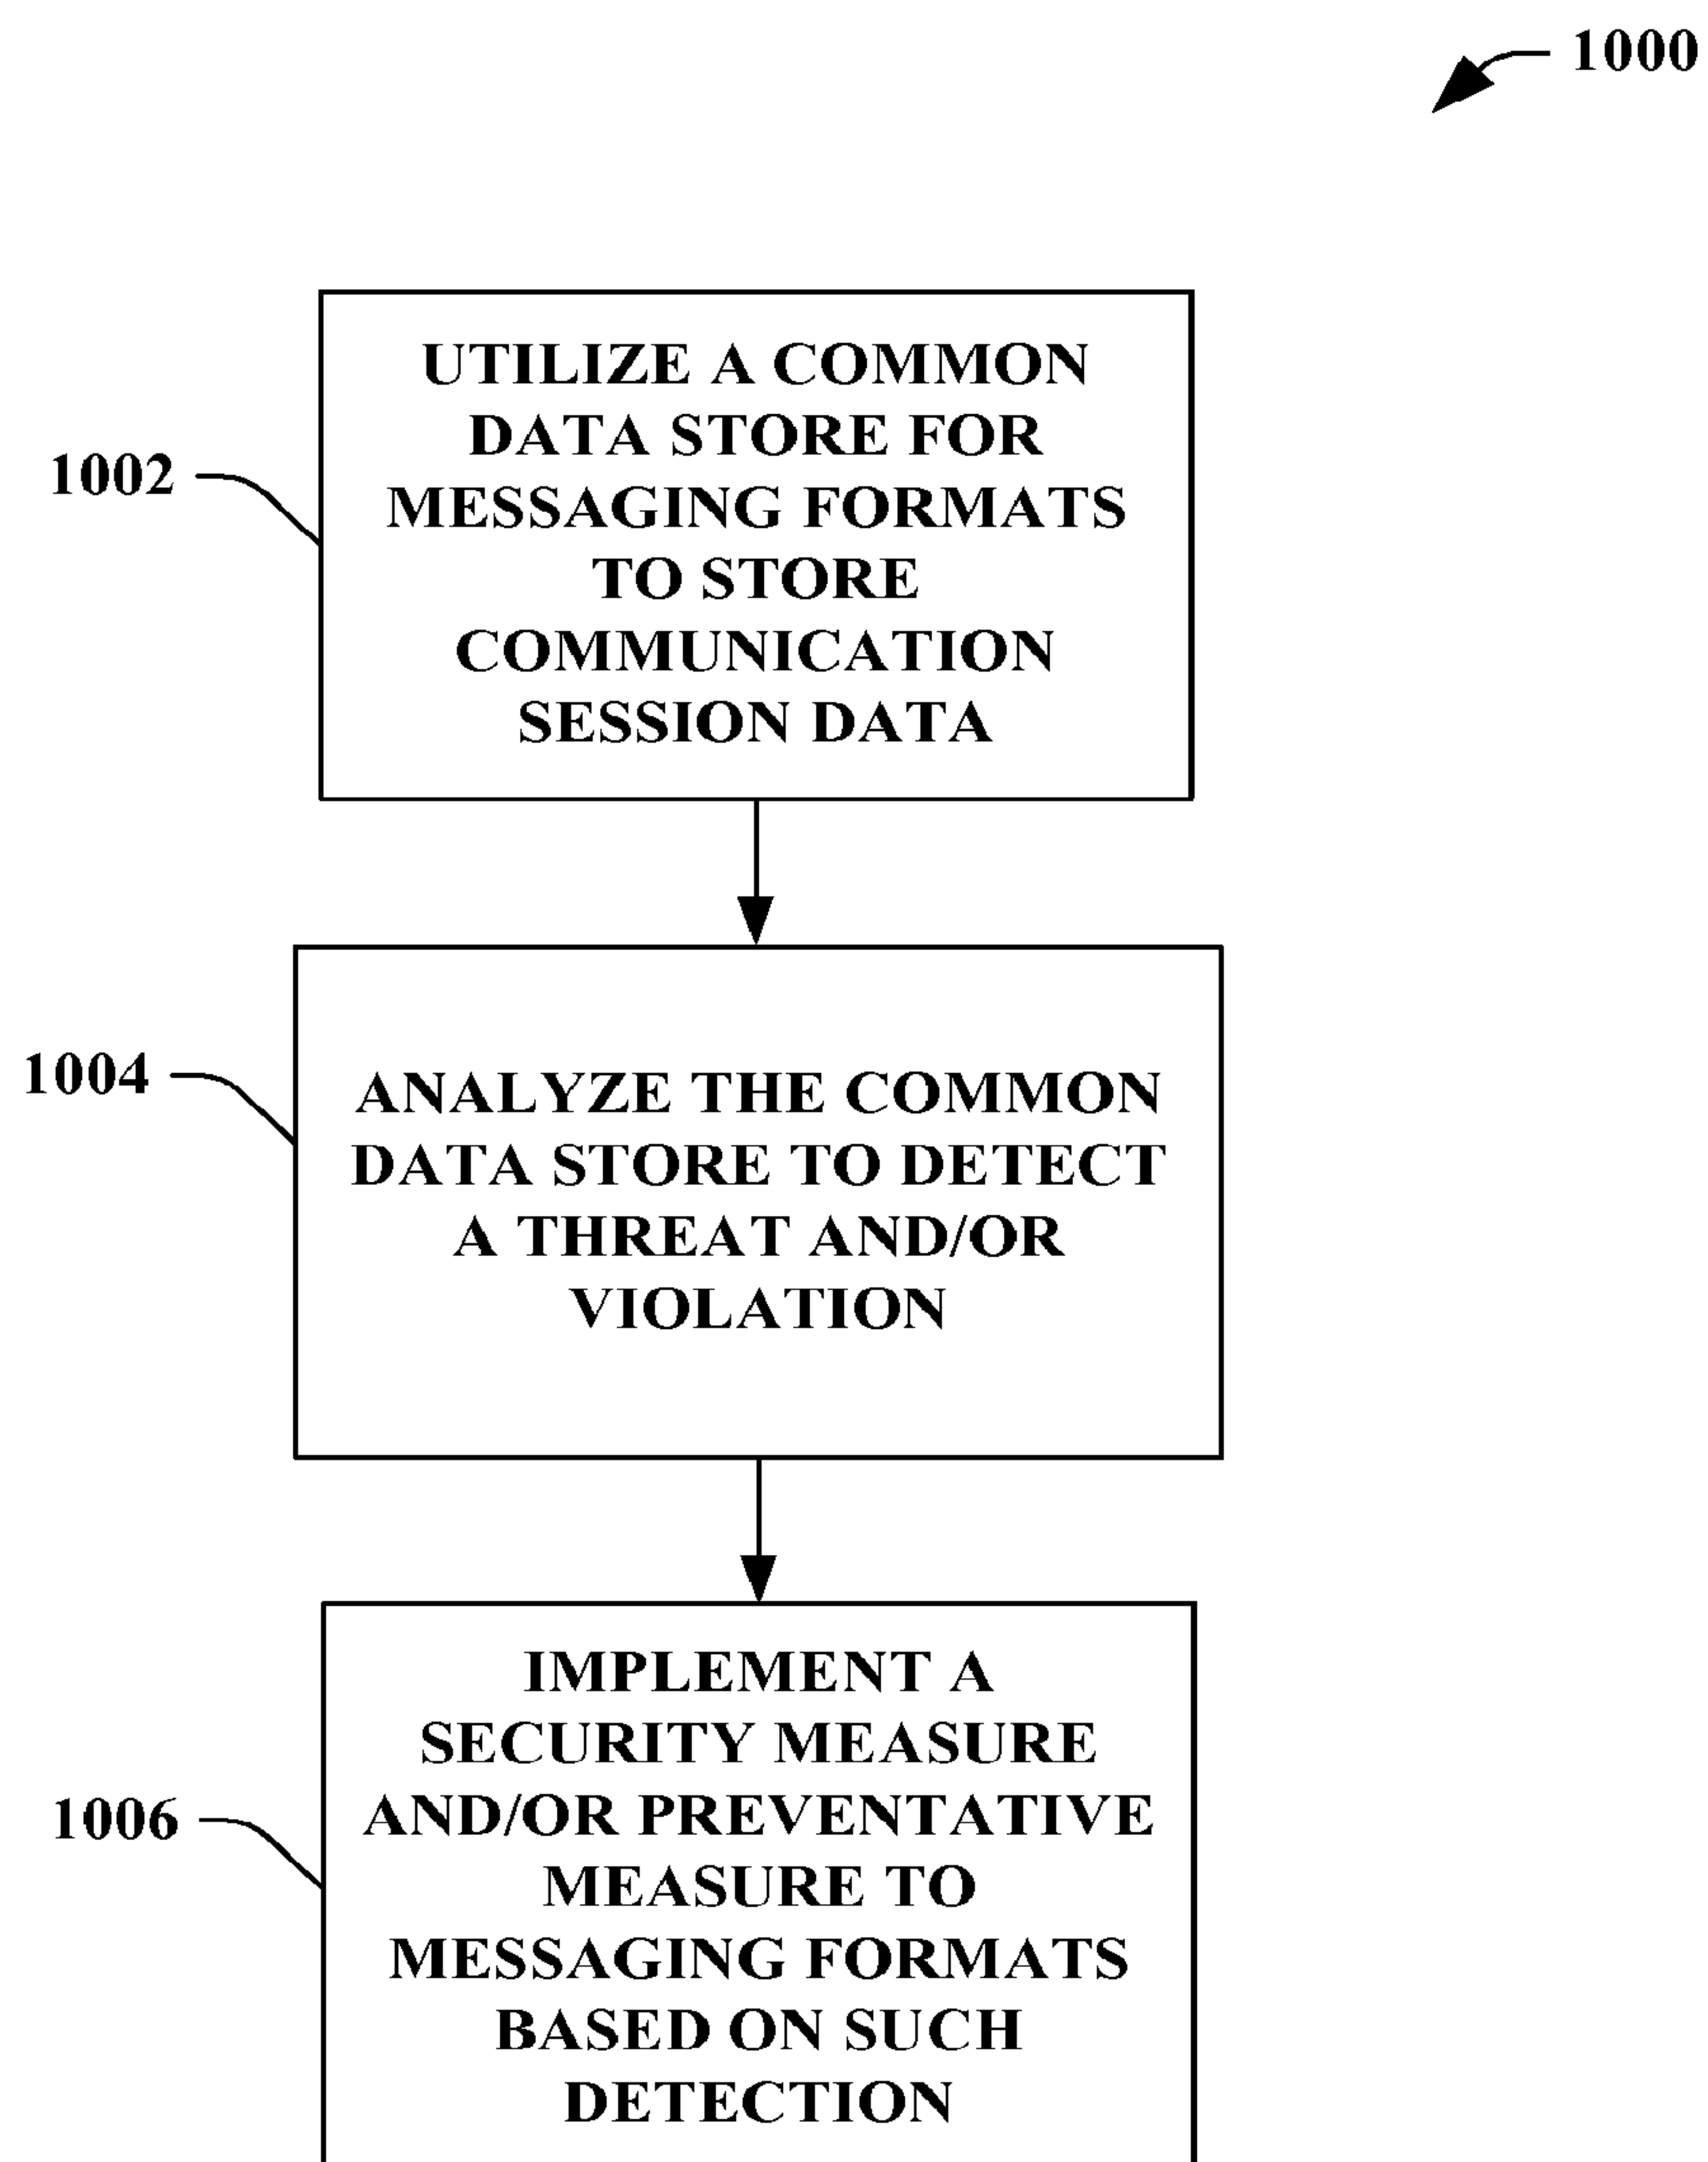 1000
1002
UTILIZE A COMMON
DATA STORE FOR
MESSAGING FORMATS
TO STORE
COMMUNICATION
SESSION DATA
1004
ANALYZE THE COMMON
DATA STORE TO DETECT
A THREAT AND/OR
VIOLATION
1006
IMPLEMENT A
SECURITY MEASURE
AND/OR PREVENTATIVE
MEASURE TO
MESSAGING FORMATS
BASED ON SUCH
DETECTION